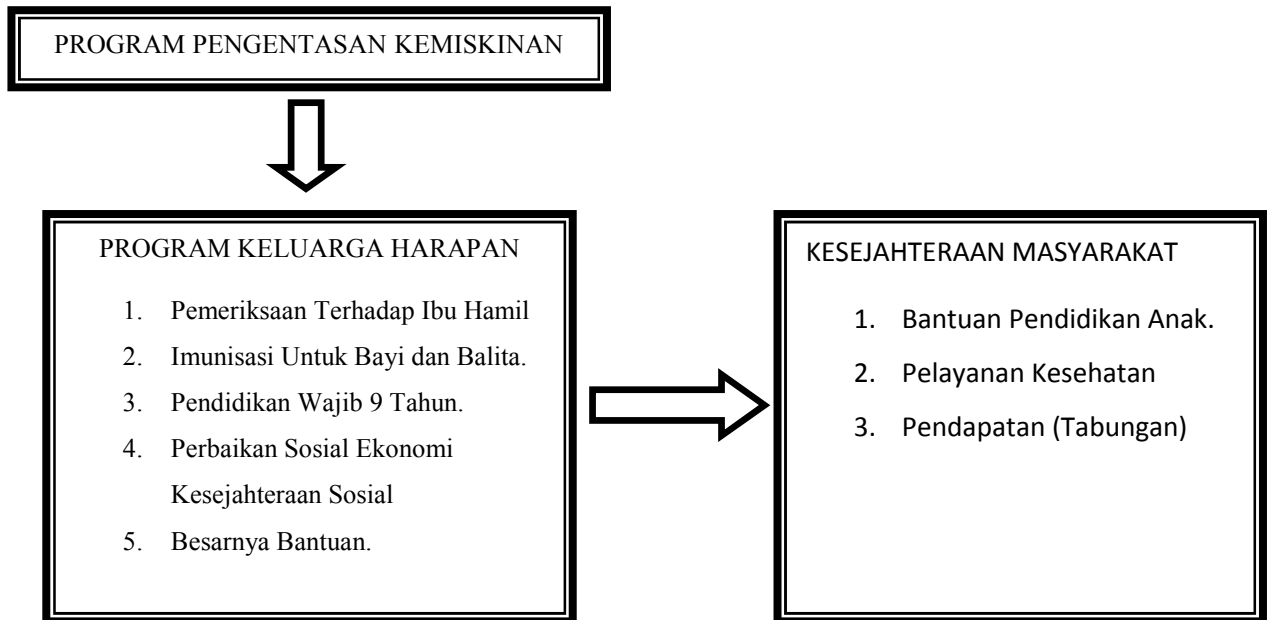 PROGRAM PENGENTASAN KEMISKINAN
PROGRAM KELUARGA HARAPAN
1. Pemeriksaan Terhadap Ibu Hamil
2. Imunisasi Untuk Bayi dan Balita.
3. Pendidikan Wajib 9 Tahun.
4. Perbaikan Sosial Ekonomi
Kesejahteraan Sosial
5. Besarnya Bantuan.
KESEJAHTERAAN MASYARAKAT
1. Bantuan Pendidikan Anak.
2. Pelayanan Kesehatan
3. Pendapatan (Tabungan)